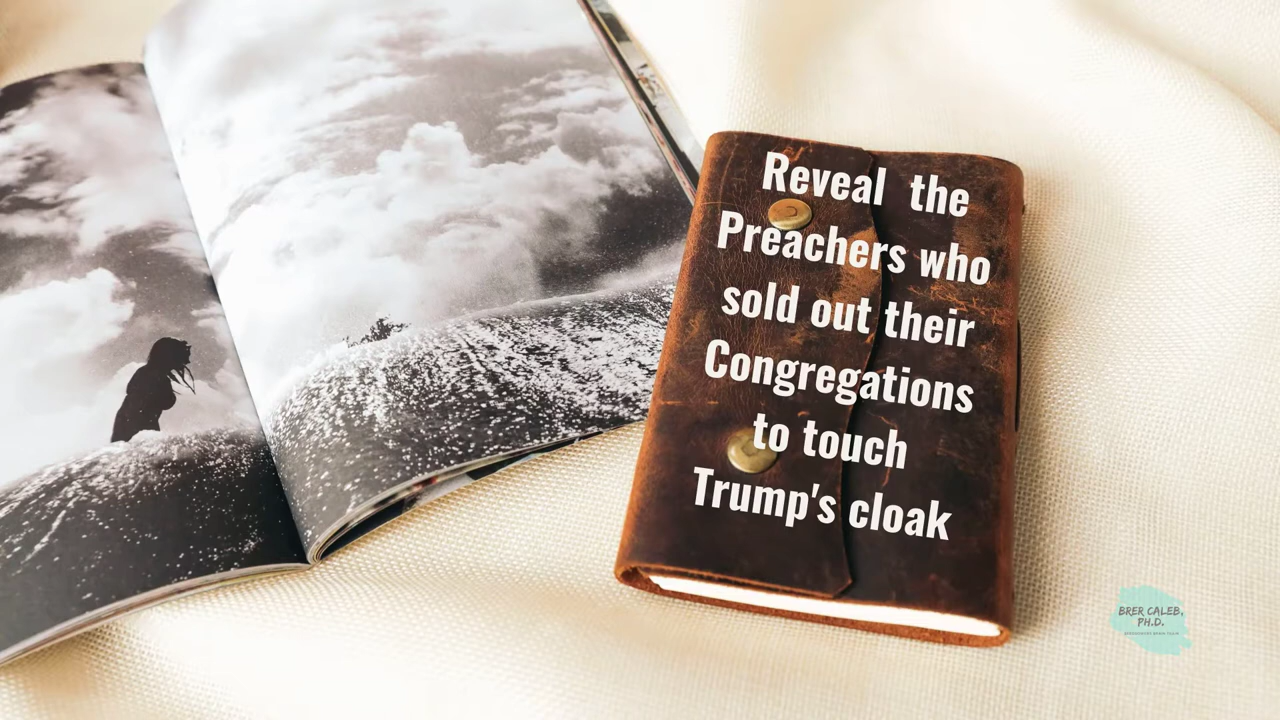 Reveal the
Preachers who
sold out their
Congregations
to touch
Trump's cloak
BRER CALEB,
PH.D.